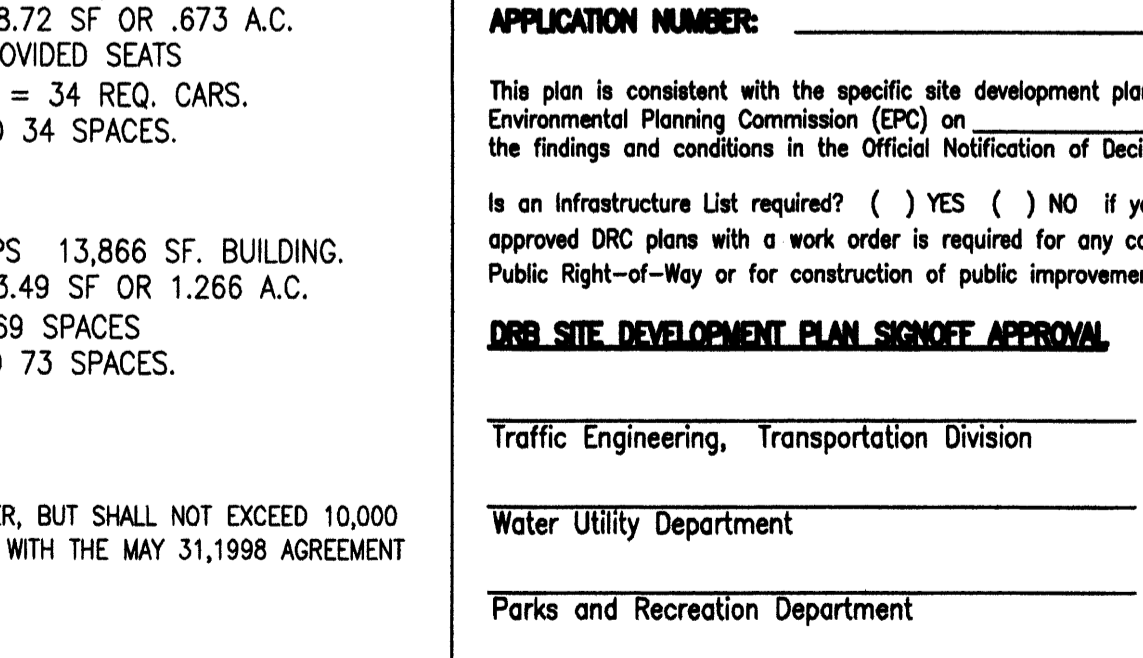 8.72 SF OR .673 A.C.
OVIDED SEATS
= 34 REQ. CARS.
34 SPACES.
PS 13,866 SF. BUILDING.
3.49 SF OR 1.266 A.C.
69 SPACES
73 SPACES.
ER, BUT SHALL NOT EXCEED 10,000
WITH THE MAY 31,1998 AGREEMENT
APPLICATION NUMBER:
This plan is consistent with the specific site development pla
Environmental Planning Commission (EPC) on
the findings and conditions in the Official Notification of Deci
Is an Infrastructure List required? ( ) YES ( ) NO if ye
approved DRC plans with a work order is required for any co
Public Right-of-Way or for construction of public improveme
DRB SITE DEVELOPMENT PLAN SIGNOFF APPROVAL
Traffic Engineering, Transportation Division
Water Utility Department
Parks and Recreation Department